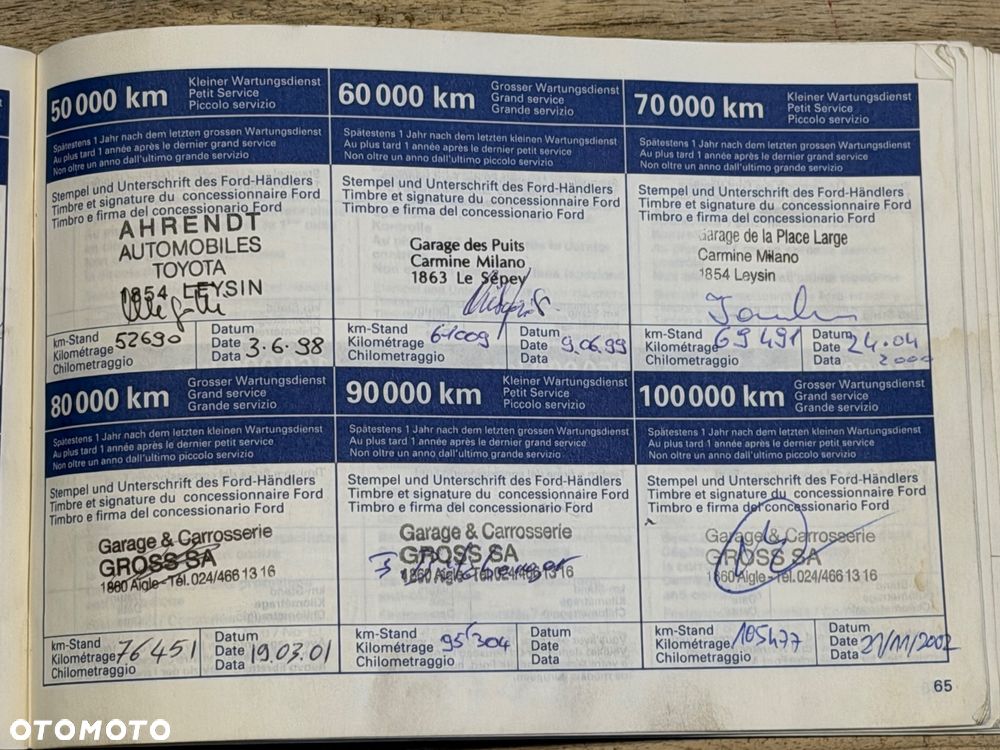 50 000 km
Kleiner Wartungsdienst
Petit Service
Piccolo servizio
Spätestens 1 Jahr nach dem letzten grossen Wartungsdienst
Au plus tard 1 année après le dernier grand service
Non oltre un anno dall'ultimo grande servizio
Stempel und Unterschrift des Ford-Händlers
Timbre et signature du concessionnaire Ford
Timbro e firma del concessionario Ford
AHRENDT
AUTOMOBILES
TOYOTA
1854 LEYSIN
km-Stand
Kilométrage 52690
Chilometraggio
Datum
Date 3.6.98
Data
60 000 km
Grosser Wartungsdienst
Grand service
Grande servizio
Spätestens 1 Jahr nach dem letzten kleinen Wartungsdienst
Au plus tard 1 année après le dernier petit service
Non oltre un anno dall'ultimo piccolo servizio
Stempel und Unterschrift des Ford-Händlers
Timbre et signature du concessionnaire Ford
Timbro e firma del concessionario Ford
Garage des Puits
Carmine Milano
1863 Le Sépey
km-Stand
Kilométrage 61009
Chilometraggio
Datum
Date 9.06.99
Data
70 000 km
Kleiner Wartungsdienst
Petit Service
Piccolo servizio
Spätestens 1 Jahr nach dem letzten grossen Wartungsdienst
Au plus tard 1 année après le dernier grand service
Non oltre un anno dall'ultimo grande servizio
Stempel und Unterschrift des Ford-Händlers
Timbre et signature du concessionnaire Ford
Timbro e firma del concessionario Ford
Garage de la Place Large
Carmine Milano
1854 Leysin
km-Stand
Kilométrage 69491
Chilometraggio
Datum
Date 24.04
Data 2000
80 000 km
Grosser Wartungsdienst
Grand service
Grande servizio
Spätestens 1 Jahr nach dem letzten kleinen Wartungsdienst
Au plus tard 1 année après le dernier petit service
Non oltre un anno dall'ultimo piccolo servizio
Stempel und Unterschrift des Ford-Händlers
Timbre et signature du concessionnaire Ford
Timbro e firma del concessionario Ford
Garage & Carrosserie
GROSS SA
1860 Aigle - Tél. 024/466 13 16
km-Stand
Kilométrage 76451
Chilometraggio
Datum
Date 19.03.01
Data
90 000 km
Kleiner Wartungsdienst
Petit Service
Piccolo servizio
Spätestens 1 Jahr nach dem letzten grossen Wartungsdienst
Au plus tard 1 année après le dernier grand service
Non oltre un anno dall'ultimo grande servizio
Stempel und Unterschrift des Ford-Händlers
Timbre et signature du concessionnaire Ford
Timbro e firma del concessionario Ford
Garage & Carrosserie
GROSS SA
1860 Aigle - Tél. 024/466 13 16
km-Stand
Kilométrage 95'304
Chilometraggio
Datum
Date
Data
100 000 km
Grosser Wartungsdienst
Grand service
Grande servizio
Spätestens 1 Jahr nach dem letzten kleinen Wartungsdienst
Au plus tard 1 année après le dernier petit service
Non oltre un anno dall'ultimo piccolo servizio
Stempel und Unterschrift des Ford-Händlers
Timbre et signature du concessionnaire Ford
Timbro e firma del concessionario Ford
Garage & Carrosserie
GROSS SA
1860 Aigle - Tél. 024/466 13 16
km-Stand
Kilométrage 105477
Chilometraggio
Datum
Date 21/11/2002
Data
65
OTOMOTO